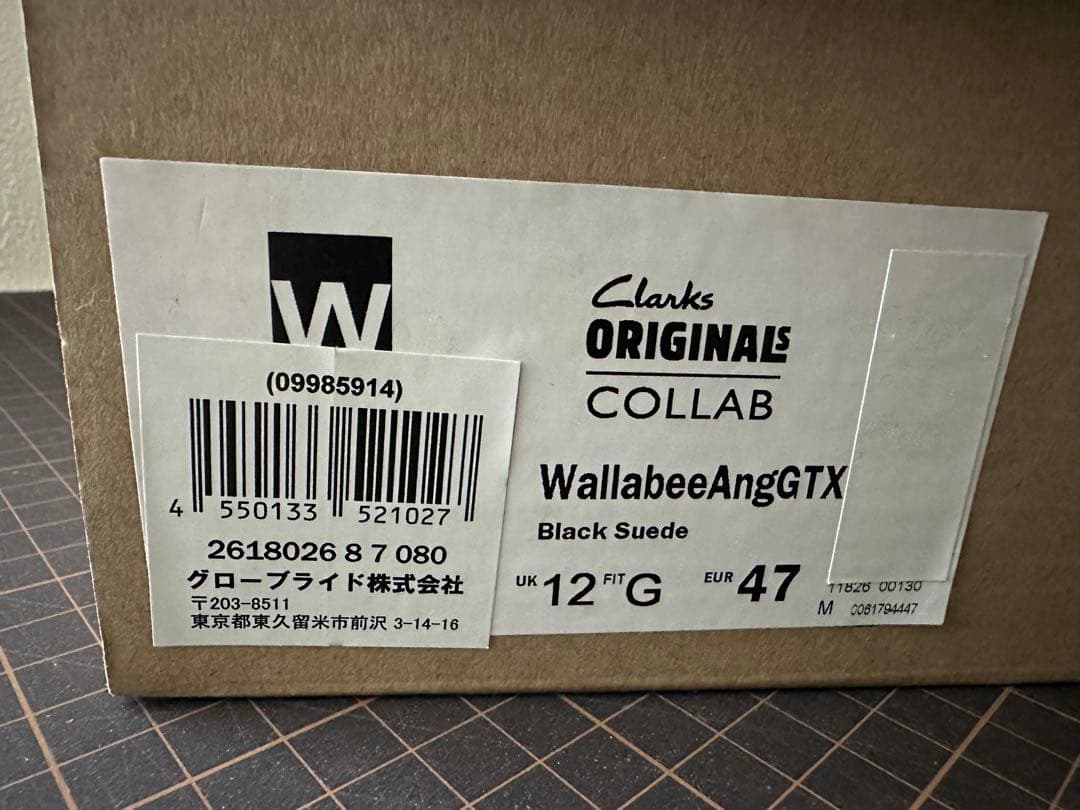 W
(09985914)
4 550133 521027
2618026 8 7 080
グローブライド株式会社
〒203-8511
東京都東久留米市前沢 3-14-16
Clarks
ORIGINALS
COLLAB
WallabeeAngGTX
Black Suede
UK 12 FIT G EUR 47
11826 00130
M 0061794447